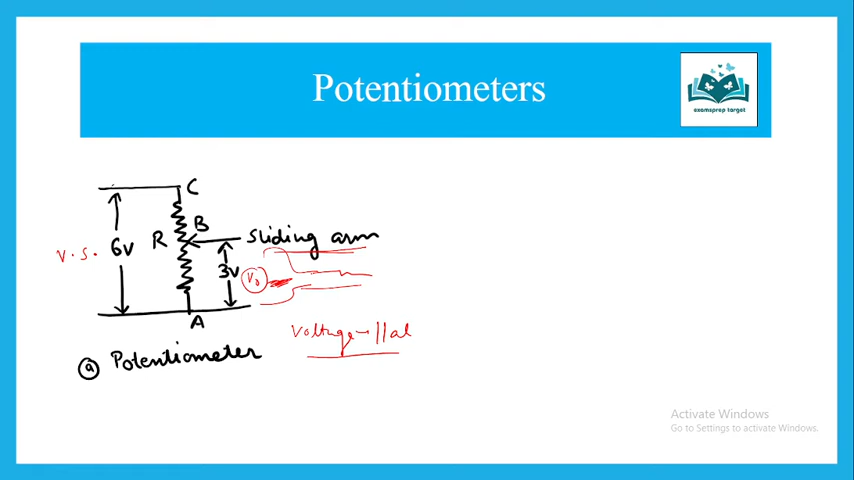 Potentiometers
examsprep target
C
B
R
Sliding arm
V.S.
6v
3v
V₀
A
Voltage → ||al
ⓐ Potentiometer
Activate Windows
Go to Settings to activate Windows.